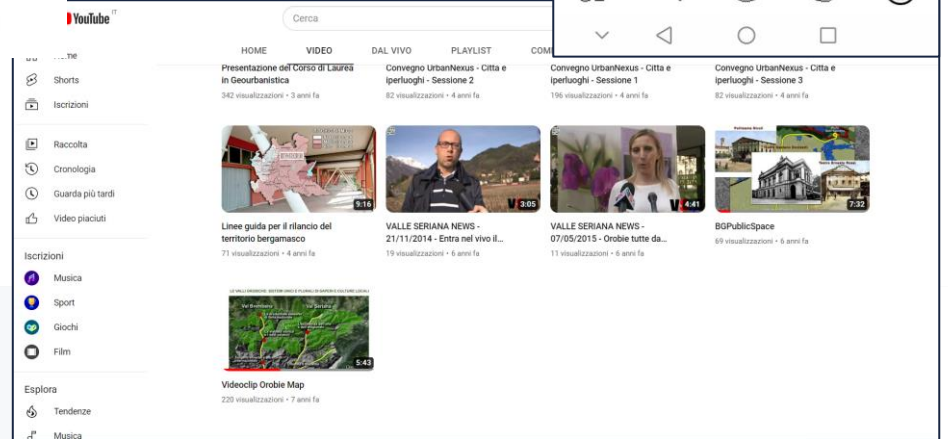 YouTube IT
Cerca
HOME VIDEO DAL VIVO PLAYLIST
Shorts
Iscrizioni
Raccolta
Cronologia
Guarda più tardi
Video piaciuti
Iscrizioni
Musica
Sport
Giochi
Film
Esplora
Tendenze
Musica
Presentazione del Corso di Laurea
in Geourbanistica
342 visualizzazioni • 3 anni fa
Convegno UrbanNexus - Citta e
iperluoghi - Sessione 2
82 visualizzazioni • 4 anni fa
Convegno UrbanNexus - Citta e
iperluoghi - Sessione 1
196 visualizzazioni • 4 anni fa
Convegno UrbanNexus - Citta e
iperluoghi - Sessione 3
82 visualizzazioni • 4 anni fa
9:16
Linee guida per il rilancio del
territorio bergamasco
71 visualizzazioni • 4 anni fa
3:05
VALLE SERIANA NEWS -
21/11/2014 - Entra nel vivo il...
19 visualizzazioni • 6 anni fa
4:41
VALLE SERIANA NEWS -
07/05/2015 - Orobie tutte da...
11 visualizzazioni • 6 anni fa
7:32
BGPublicSpace
69 visualizzazioni • 6 anni fa
Val Brembana
Val Seriana
5:43
Videoclip Orobie Map
220 visualizzazioni • 7 anni fa